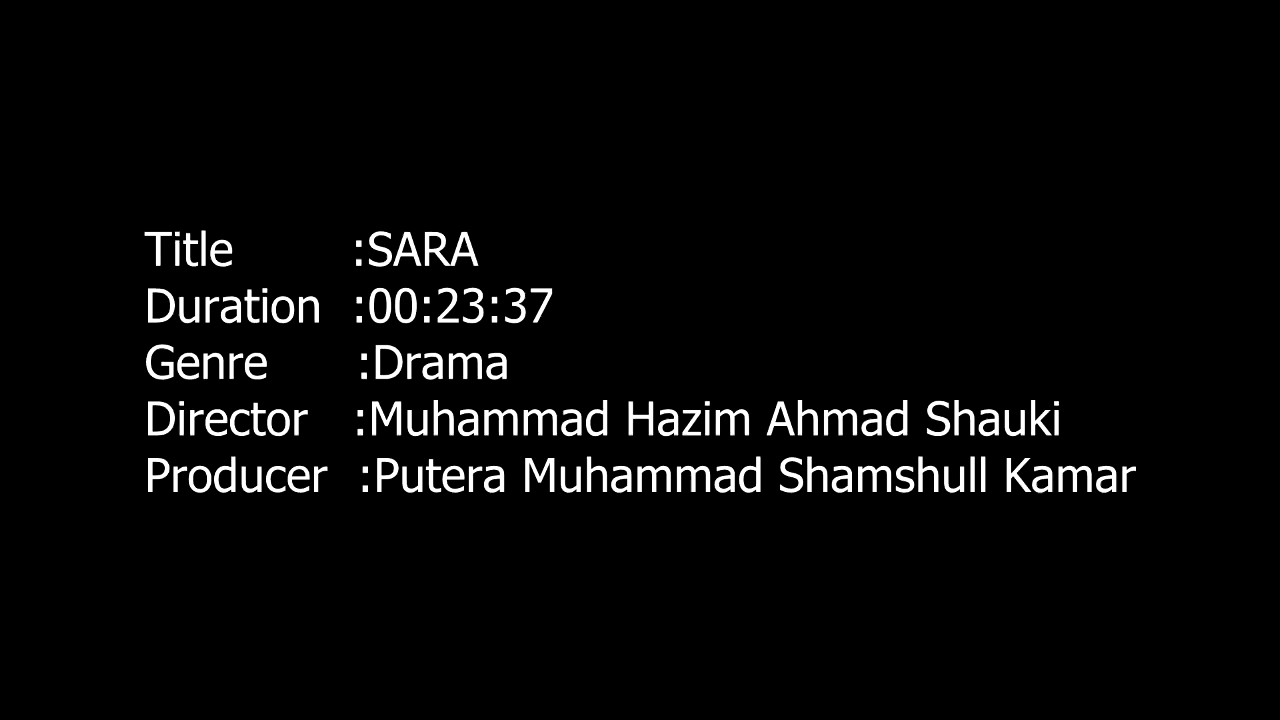 Title :SARA
Duration :00:23:37
Genre :Drama
Director :Muhammad Hazim Ahmad Shauki
Producer :Putera Muhammad Shamshull Kamar